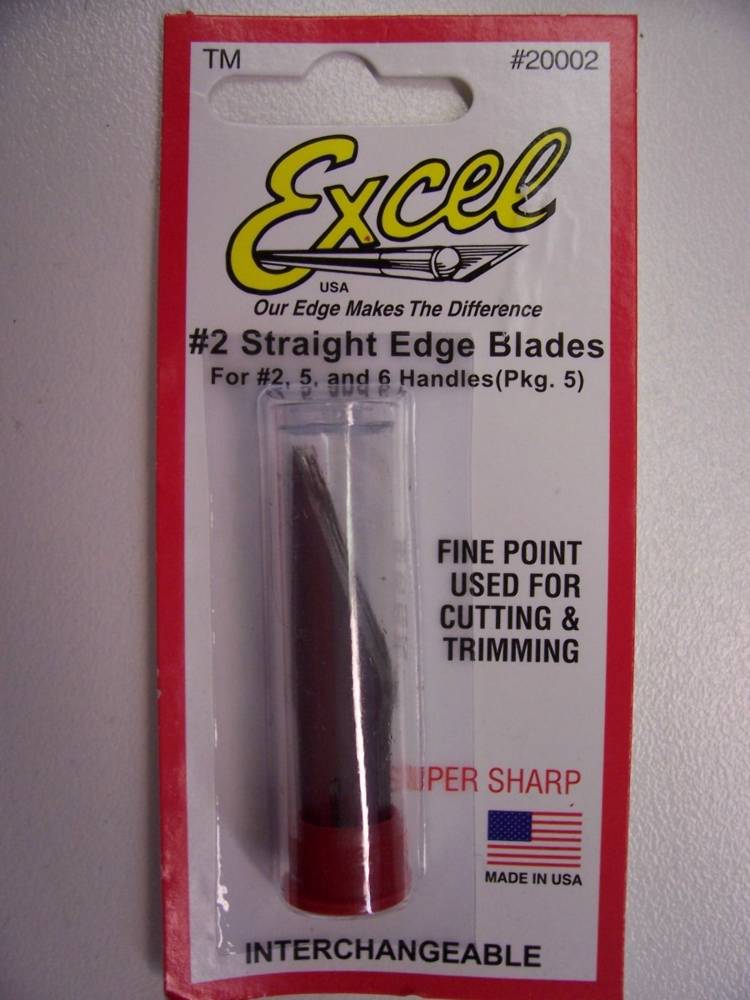 TM #20002
Excel
USA
Our Edge Makes The Difference
#2 Straight Edge Blades
For #2, 5, and 6 Handles(Pkg. 5)
FINE POINT
USED FOR
CUTTING &
TRIMMING
SUPER SHARP
MADE IN USA
INTERCHANGEABLE